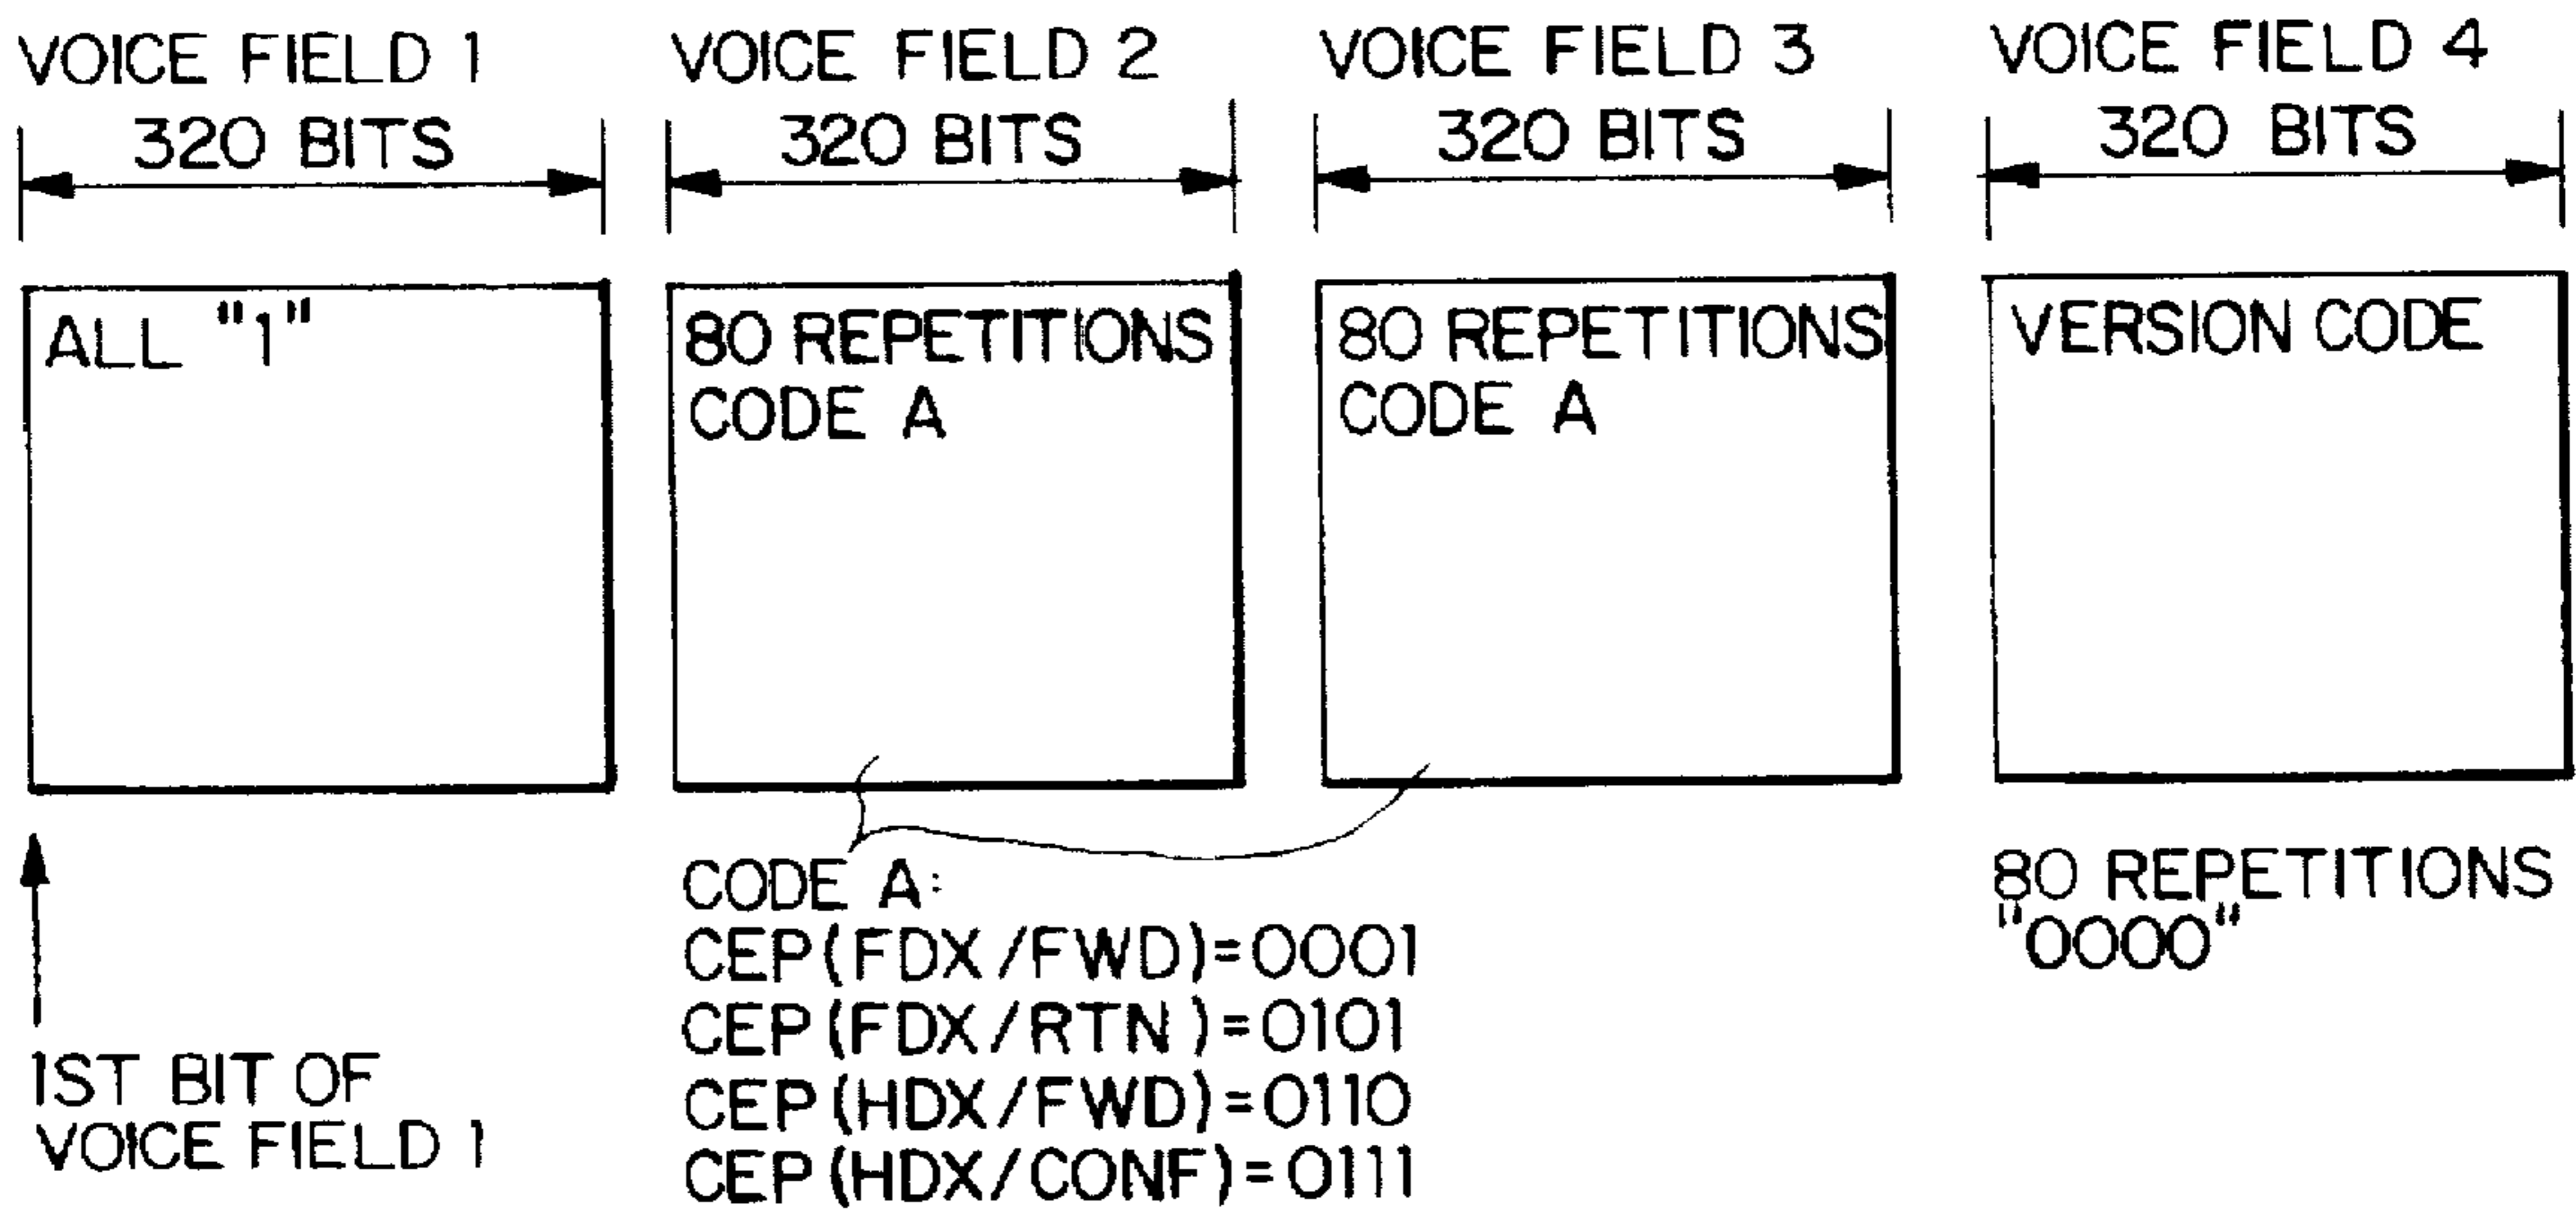 VOICE FIELD 1
320 BITS
ALL "1"
1ST BIT OF
VOICE FIELD 1
VOICE FIELD 2
320 BITS
80 REPETITIONS
CODE A
VOICE FIELD 3
320 BITS
80 REPETITIONS
CODE A
CODE A:
CEP(FDX/FWD)=0001
CEP(FDX/RTN)=0101
CEP(HDX/FWD)=0110
CEP(HDX/CONF)=0111
VOICE FIELD 4
320 BITS
VERSION CODE
80 REPETITIONS
"0000"